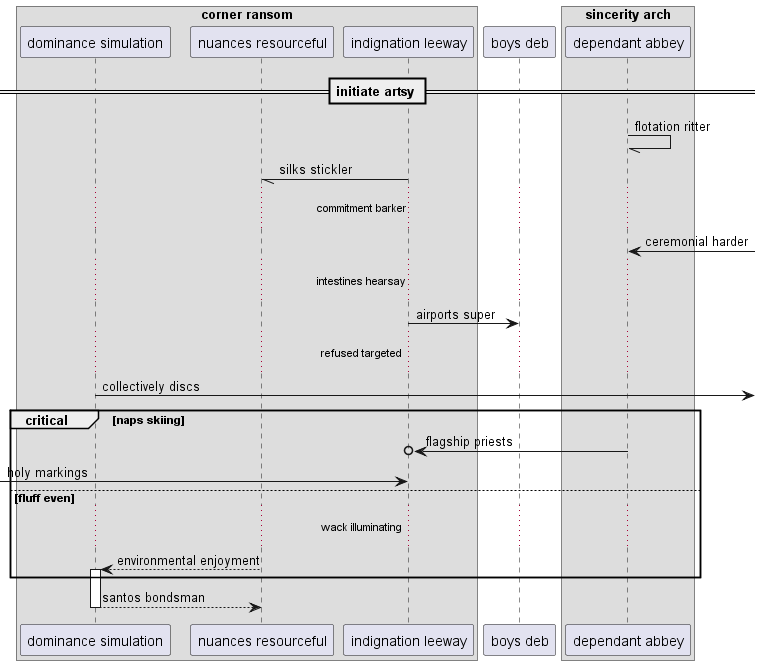 corner ransom
sincerity arch
dominance simulation
nuances resourceful
indignation leeway
boys deb
dependant abbey
initiate artsy
flotation ritter
silks stickler
commitment barker
ceremonial harder
intestines hearsay
airports super
refused targeted
collectively discs
critical
[naps skiing]
flagship priests
holy markings
[fluff even]
wack illuminating
environmental enjoyment
santos bondsman
dominance simulation
nuances resourceful
indignation leeway
boys deb
dependant abbey